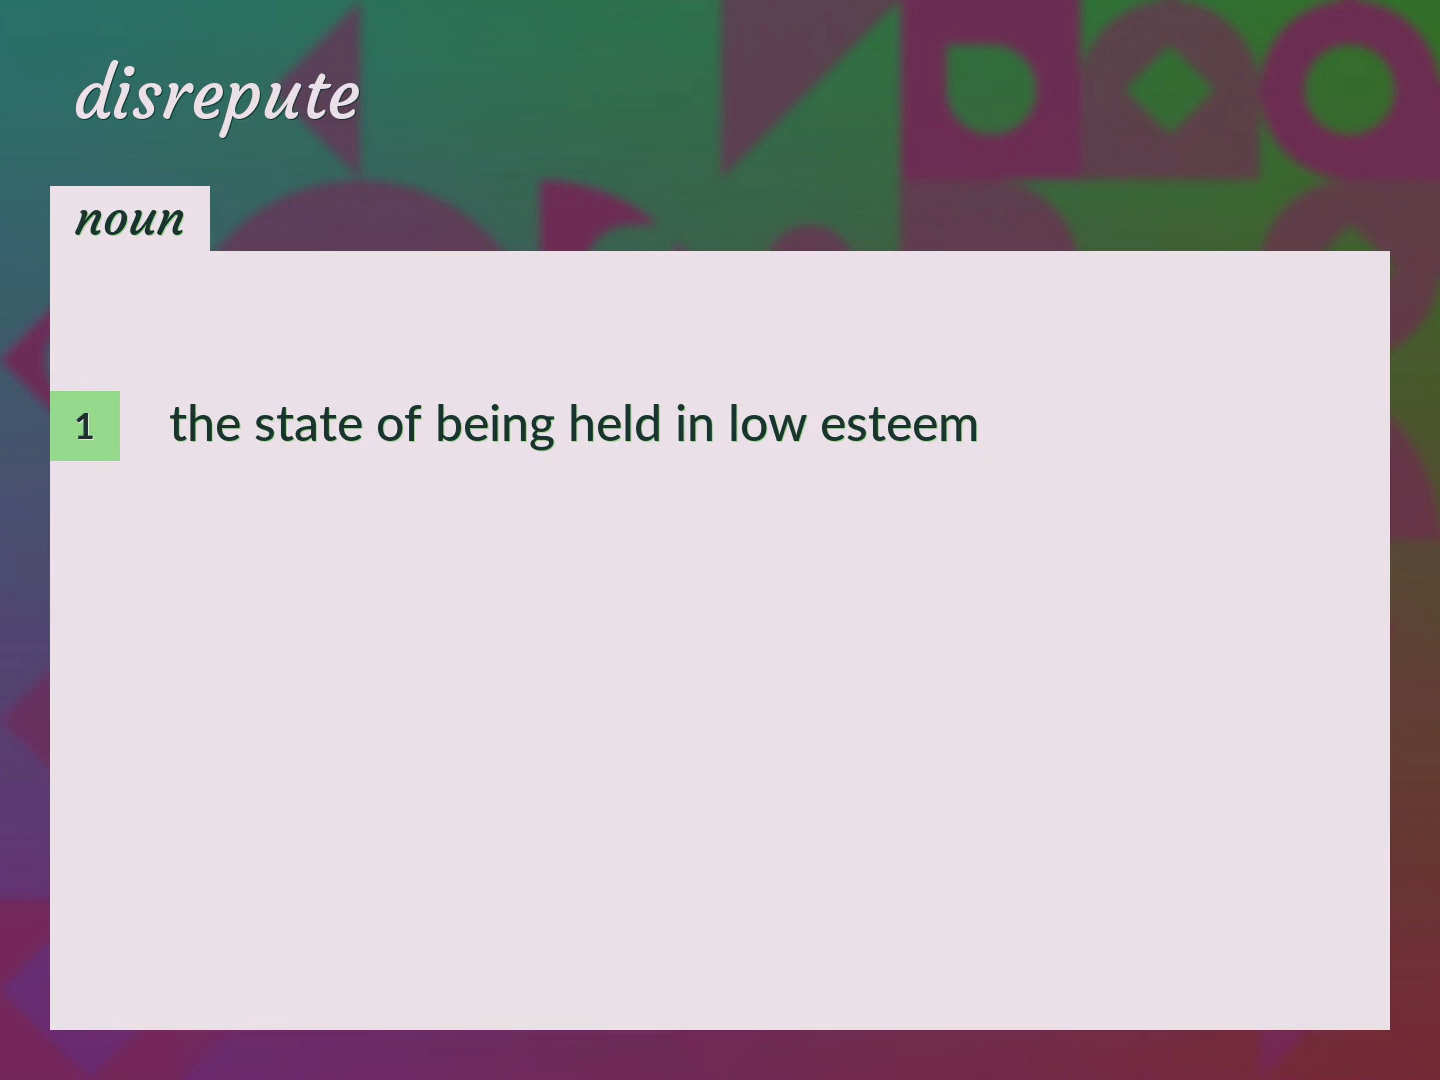 disrepute
noun
1 the state of being held in low esteem